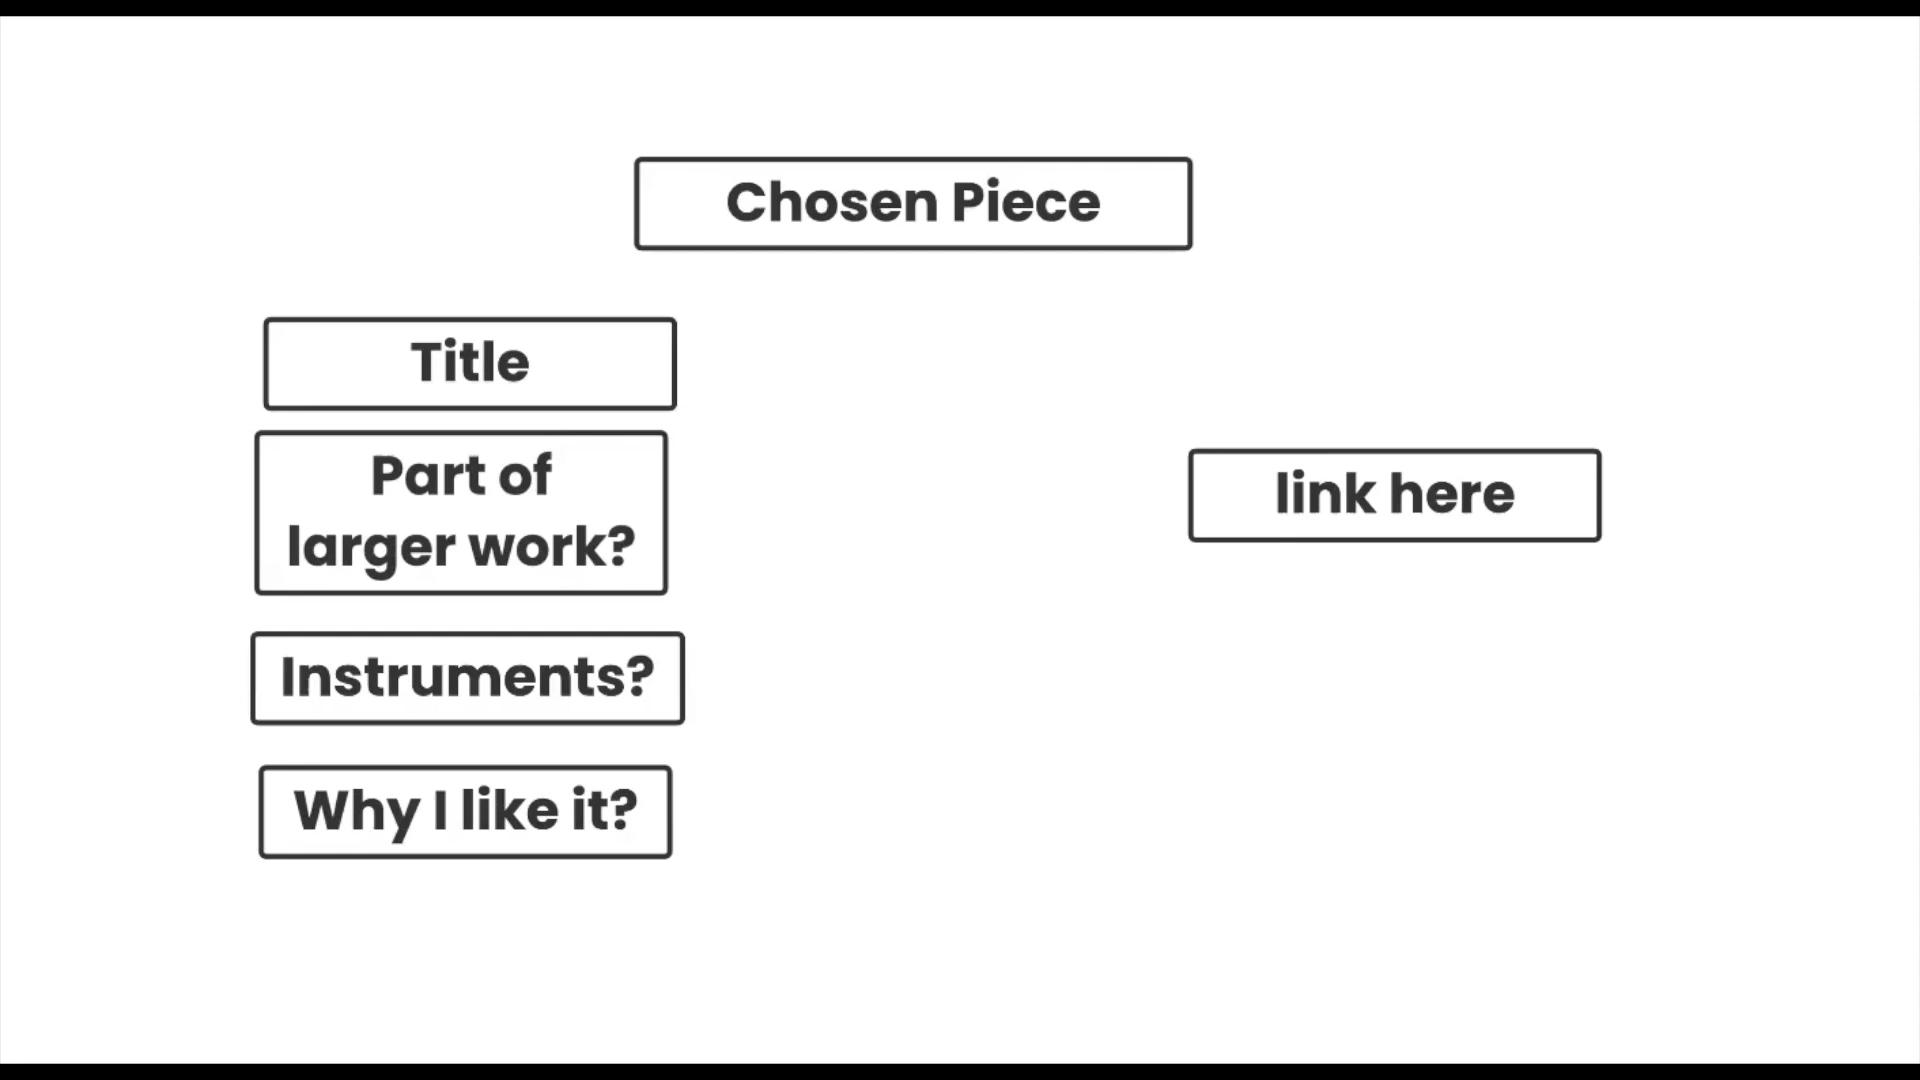 Chosen Piece
Title
Part of
larger work?
link here
Instruments?
Why I like it?